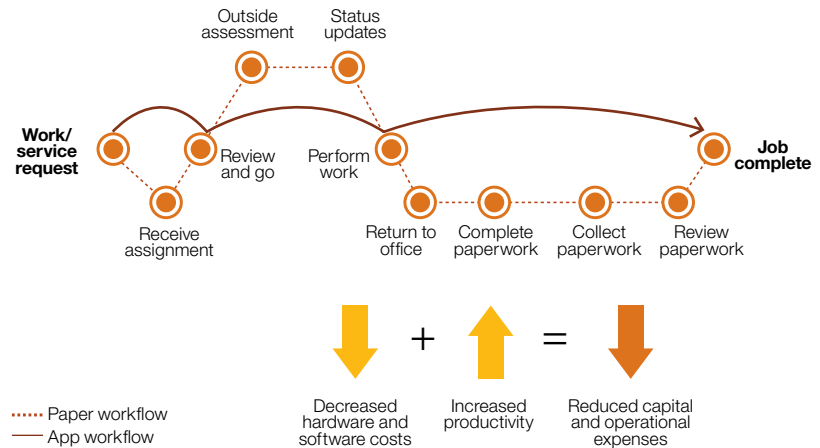 Outside
assessment
Status
updates
Work/
service
request
Review
and go
Perform
work
Job
complete
Receive
assignment
Return to
office
Complete
paperwork
Collect
paperwork
Review
paperwork
+
=
Decreased
hardware and
software costs
Increased
productivity
Reduced capital
and operational
expenses
Paper workflow
App workflow